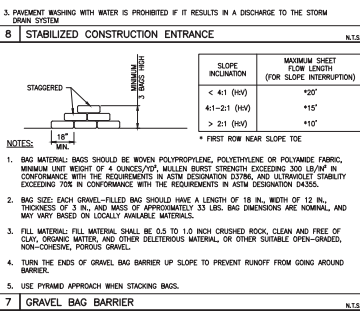 3. PAVEMENT WASHING WITH WATER IS PROHIBITED IF IT RESULTS IN A DISCHARGE TO THE STORM
DRAIN SYSTEM
8 STABILIZED CONSTRUCTION ENTRANCE N.T.S.
STAGGERED
MINIMUM
3 BAGS HIGH
18"
MIN.
SLOPE INCLINATION MAXIMUM SHEET FLOW LENGTH (FOR SLOPE INTERRUPTION)
< 4:1 (H:V) *20'
4:1-2:1 (H:V) *15'
> 2:1 (H:V) *10'
* FIRST ROW NEAR SLOPE TOE
NOTES:
1. BAG MATERIAL: BAGS SHOULD BE WOVEN POLYPROPYLENE, POLYETHYLENE OR POLYAMIDE FABRIC,
MINIMUM UNIT WEIGHT OF 4 OUNCES/YD², MULLEN BURST STRENGTH EXCEEDING 300 LB/IN² IN
CONFORMANCE WITH THE REQUIREMENTS IN ASTM DESIGNATION D3786, AND ULTRAVIOLET STABILITY
EXCEEDING 70% IN CONFORMANCE WITH THE REQUIREMENTS IN ASTM DESIGNATION D4355.
2. BAG SIZE: EACH GRAVEL-FILLED BAG SHOULD HAVE A LENGTH OF 18 IN., WIDTH OF 12 IN.,
THICKNESS OF 3 IN., AND MASS OF APPROXIMATELY 33 LBS. BAG DIMENSIONS ARE NOMINAL, AND
MAY VARY BASED ON LOCALLY AVAILABLE MATERIALS.
3. FILL MATERIAL: FILL MATERIAL SHALL BE 0.5 TO 1.0 INCH CRUSHED ROCK, CLEAN AND FREE OF
CLAY, ORGANIC MATTER, AND OTHER DELETERIOUS MATERIAL, OR OTHER SUITABLE OPEN-GRADED,
NON-COHESIVE, POROUS GRAVEL.
4. TURN THE ENDS OF GRAVEL BAG BARRIER UP SLOPE TO PREVENT RUNOFF FROM GOING AROUND
BARRIER.
5. USE PYRAMID APPROACH WHEN STACKING BAGS.
7 GRAVEL BAG BARRIER N.T.S.